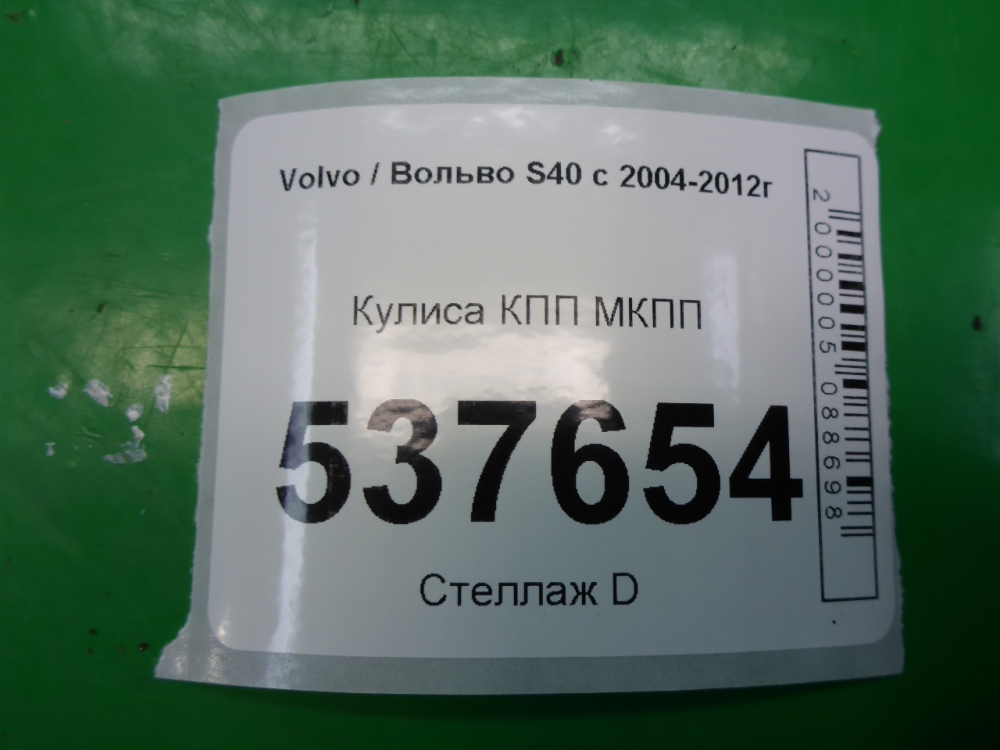 Volvo / Вольво S40 с 2004-2012г
Кулиса КПП МКПП
537654
Стеллаж D
2000005088698